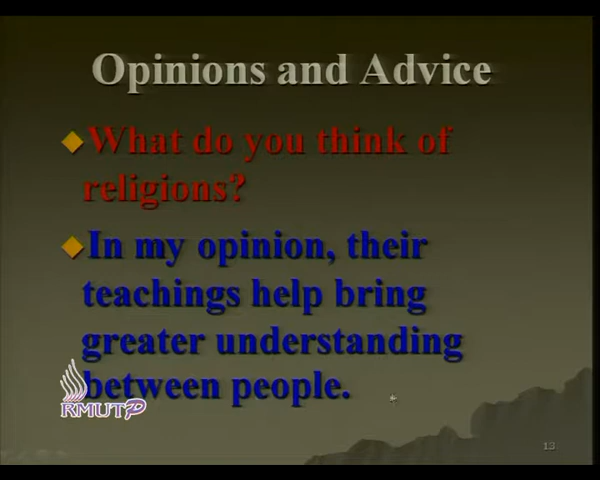 Opinions and Advice
What do you think of
religions?
In my opinion, their
teachings help bring
greater understanding
between people.
RMUTP
13